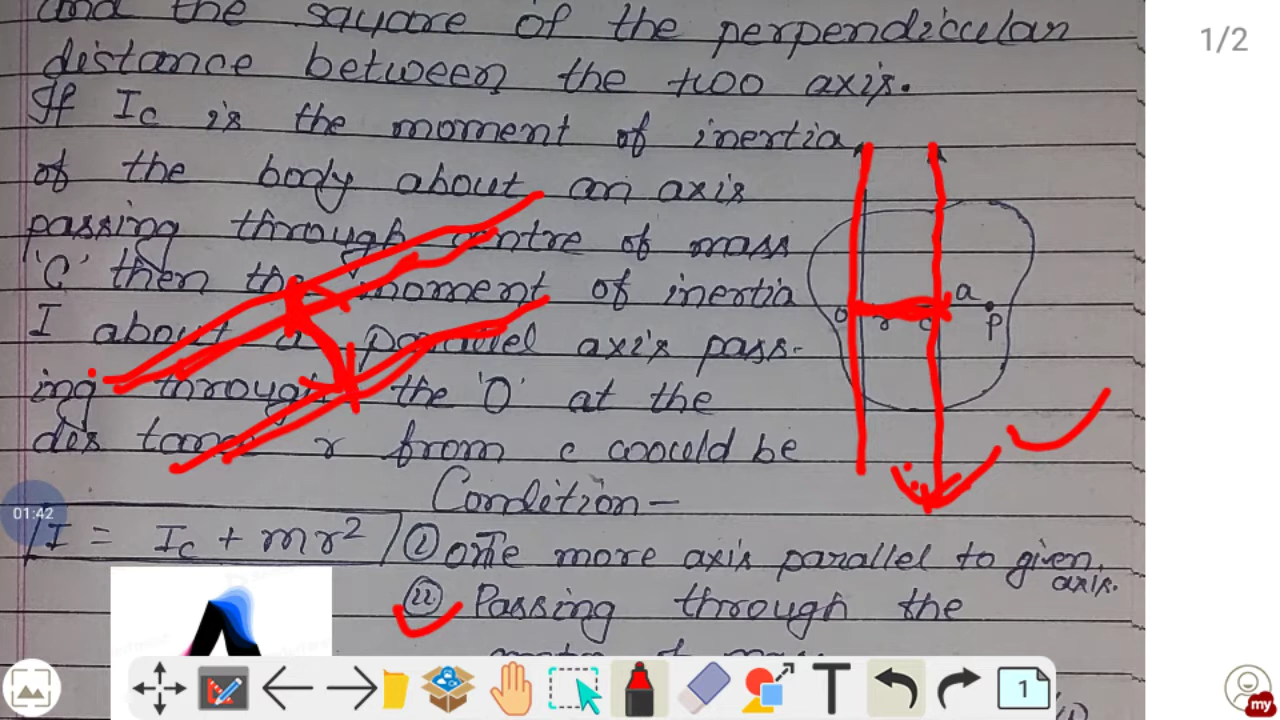 and the square of the perpendicular
distance between the two axis.
If Ic is the moment of inertia
of the body about an axis
passing through centre of mass
'C' then the moment of inertia
I about a parallel axis pass-
ing through the 'O' at the
distance r from c would be
Condition -
I = Ic + mr²
(i) one more axis parallel to given axis.
(ii) Passing through the
o r c a p
1/2
01:42
T
1
my